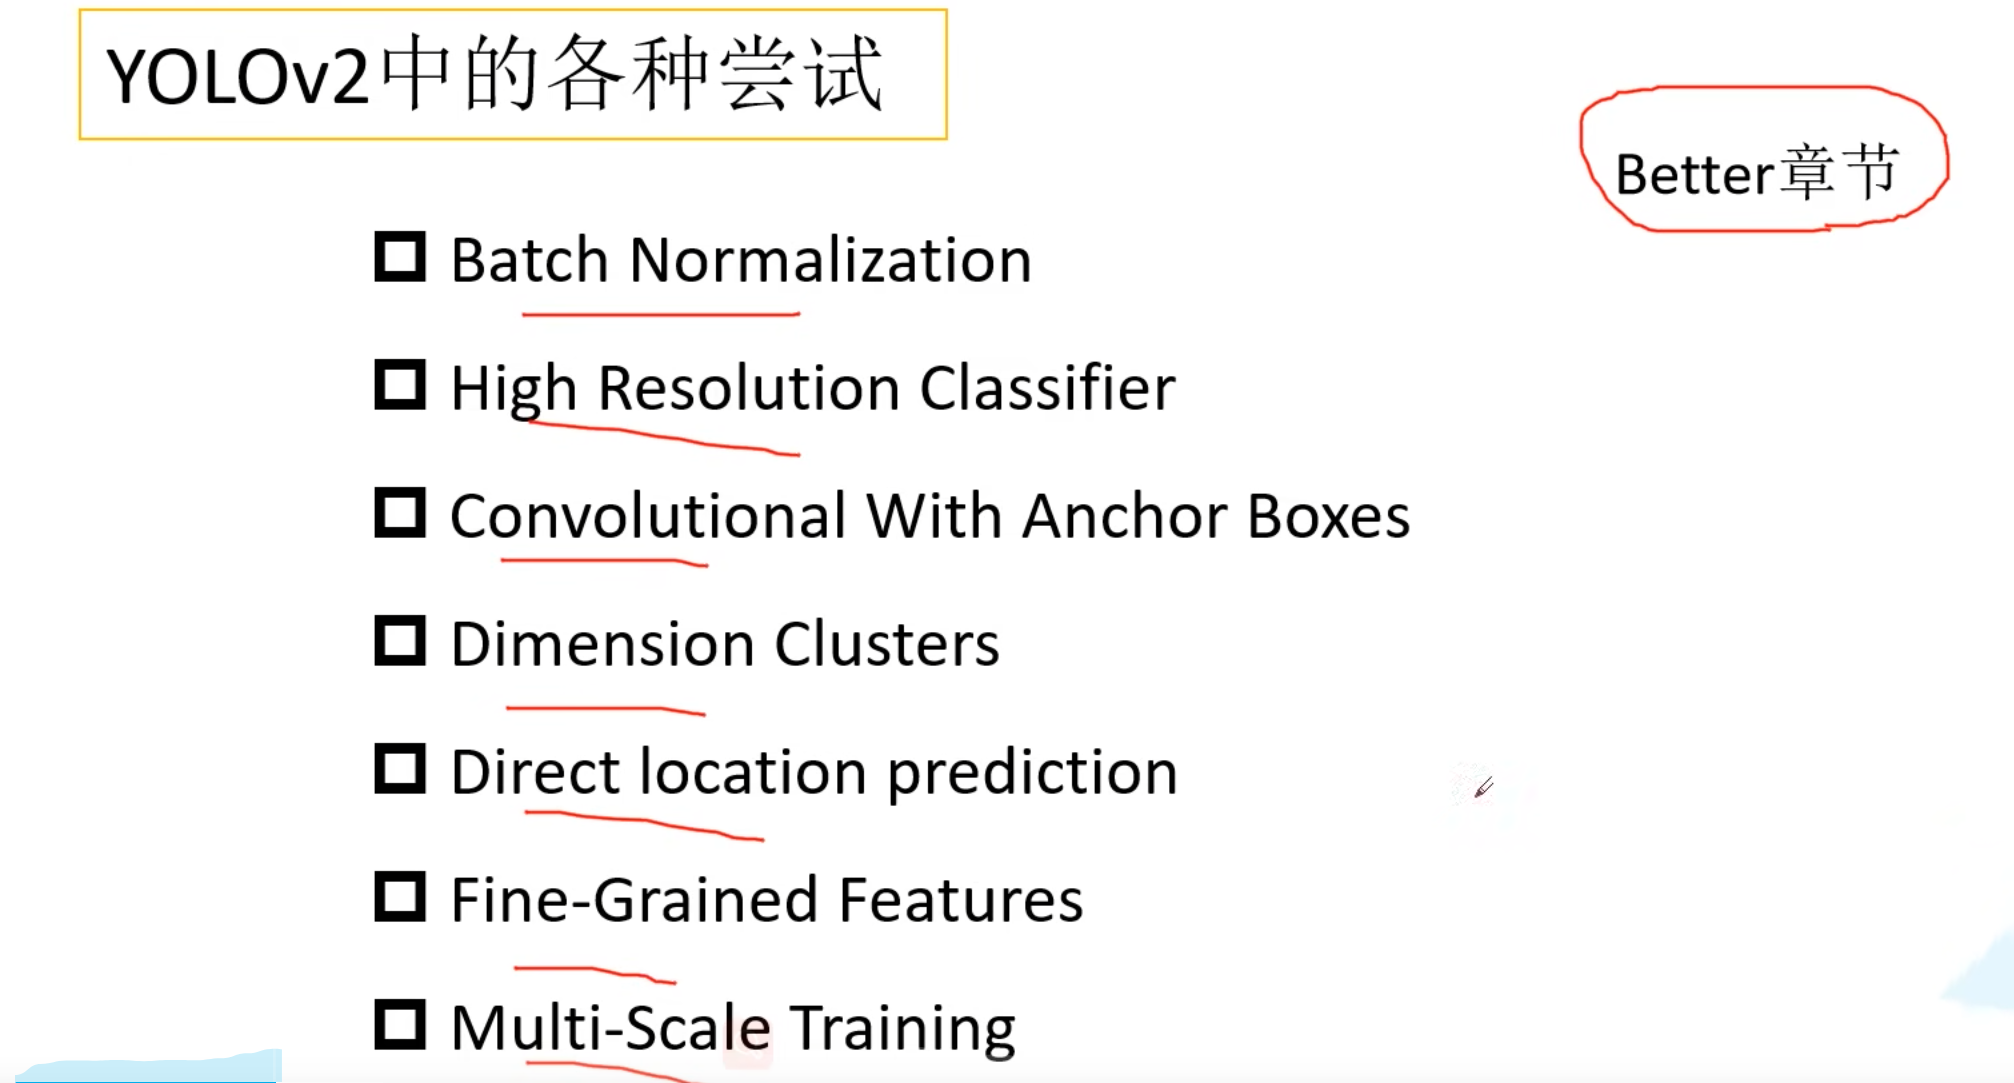 YOLOv2中的各种尝试
Better章节
Batch Normalization
High Resolution Classifier
Convolutional With Anchor Boxes
Dimension Clusters
Direct location prediction
Fine-Grained Features
Multi-Scale Training